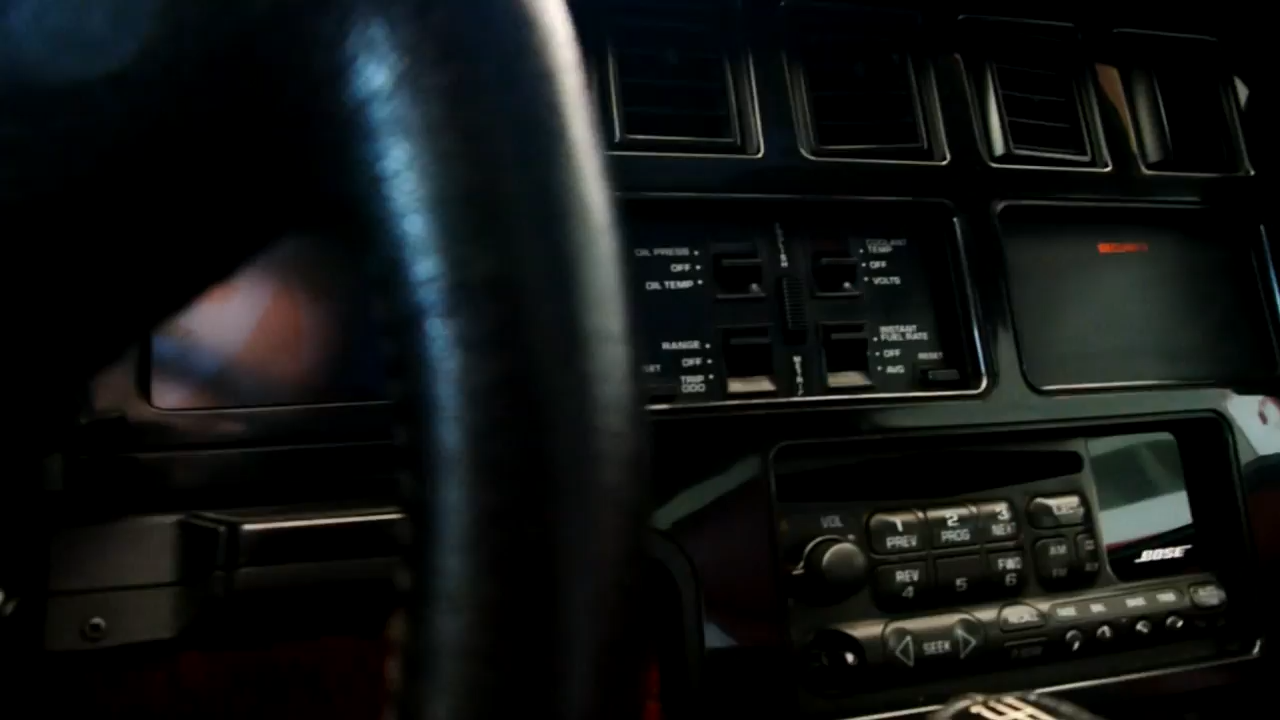 OIL PRESS
OFF
OIL TEMP
COOLANT
TEMP
OFF
VOLTS
SECURITY
RANGE
OFF
TRIP
ODO
INSTANT
FUEL RATE
OFF
AVG
RESET
VOL
1
PREV
2
PROG
3
NEXT
REV
4
5
FWD
6
AM
FM
BOSE
SEEK